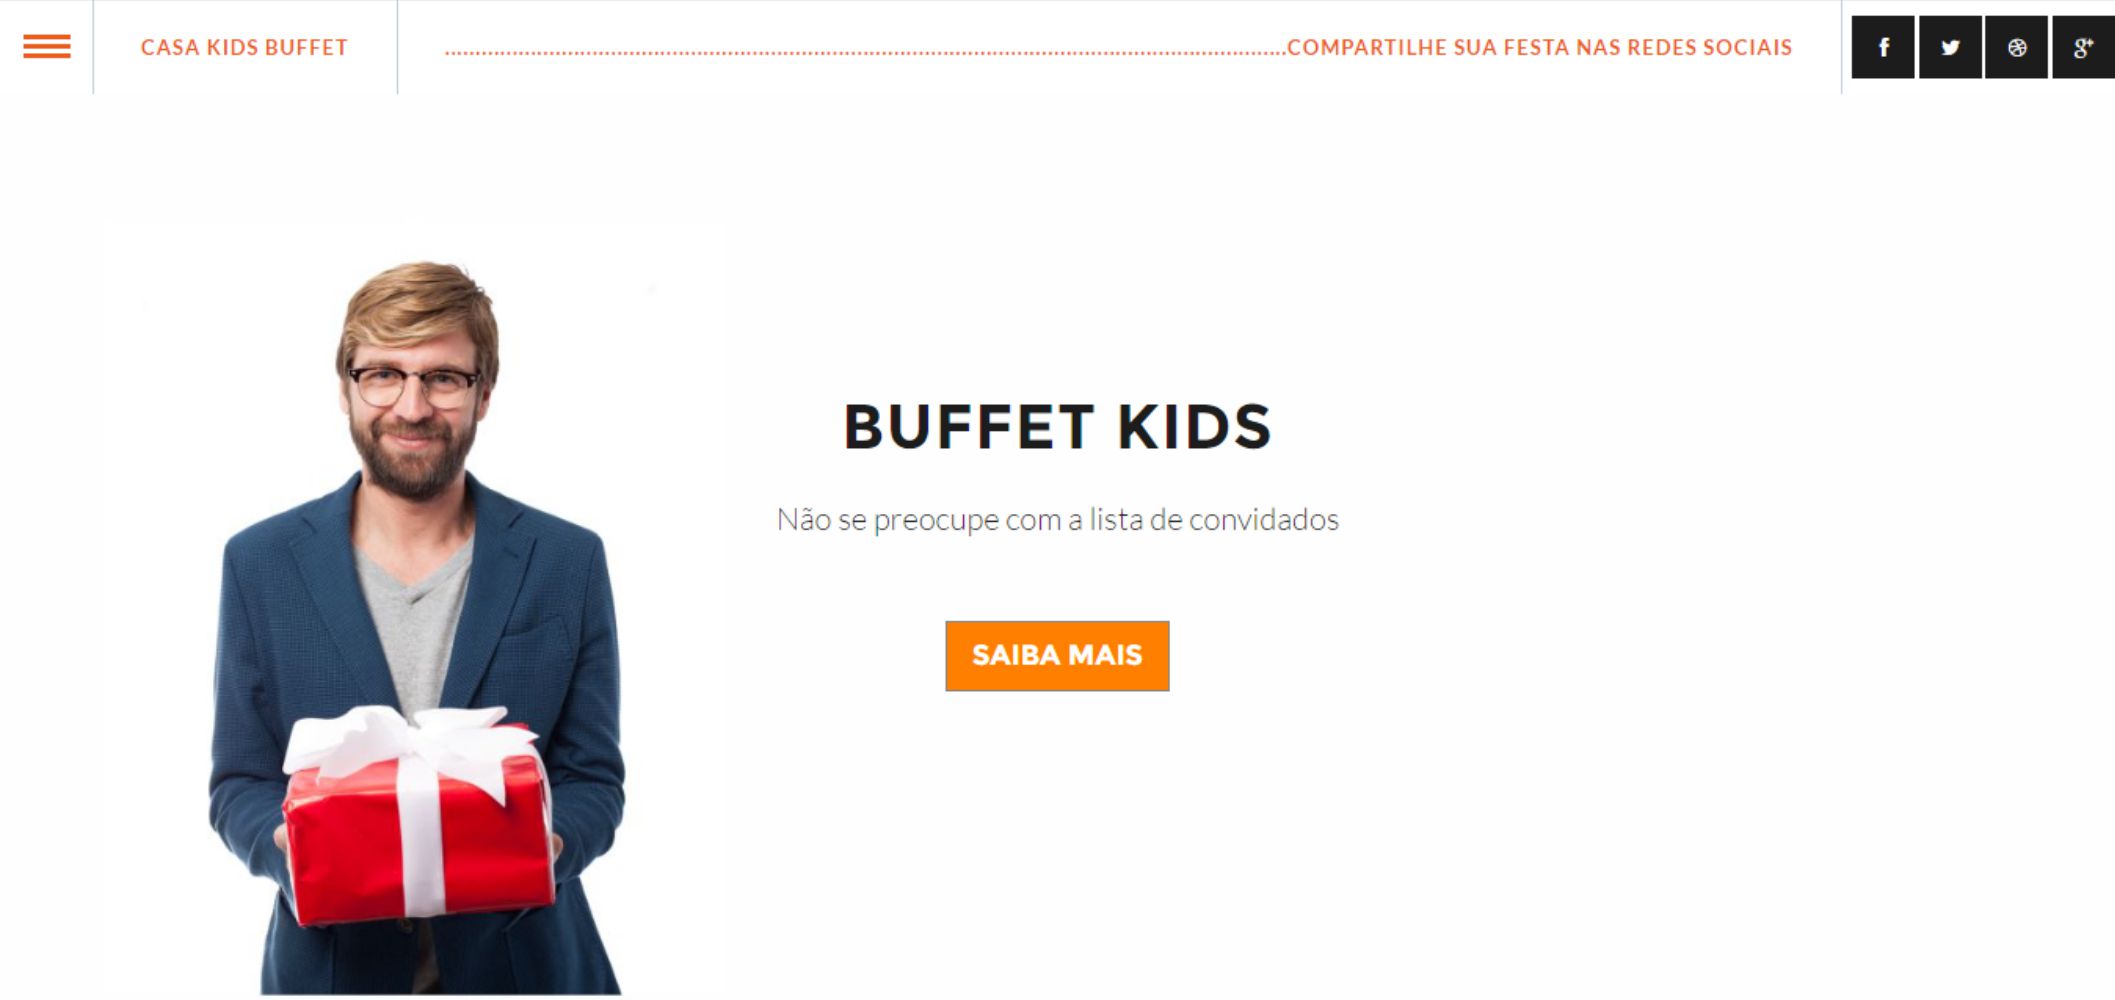 CASA KIDS BUFFET
........................................................................................................................................COMPARTILHE SUA FESTA NAS REDES SOCIAIS
BUFFET KIDS
Não se preocupe com a lista de convidados
SAIBA MAIS